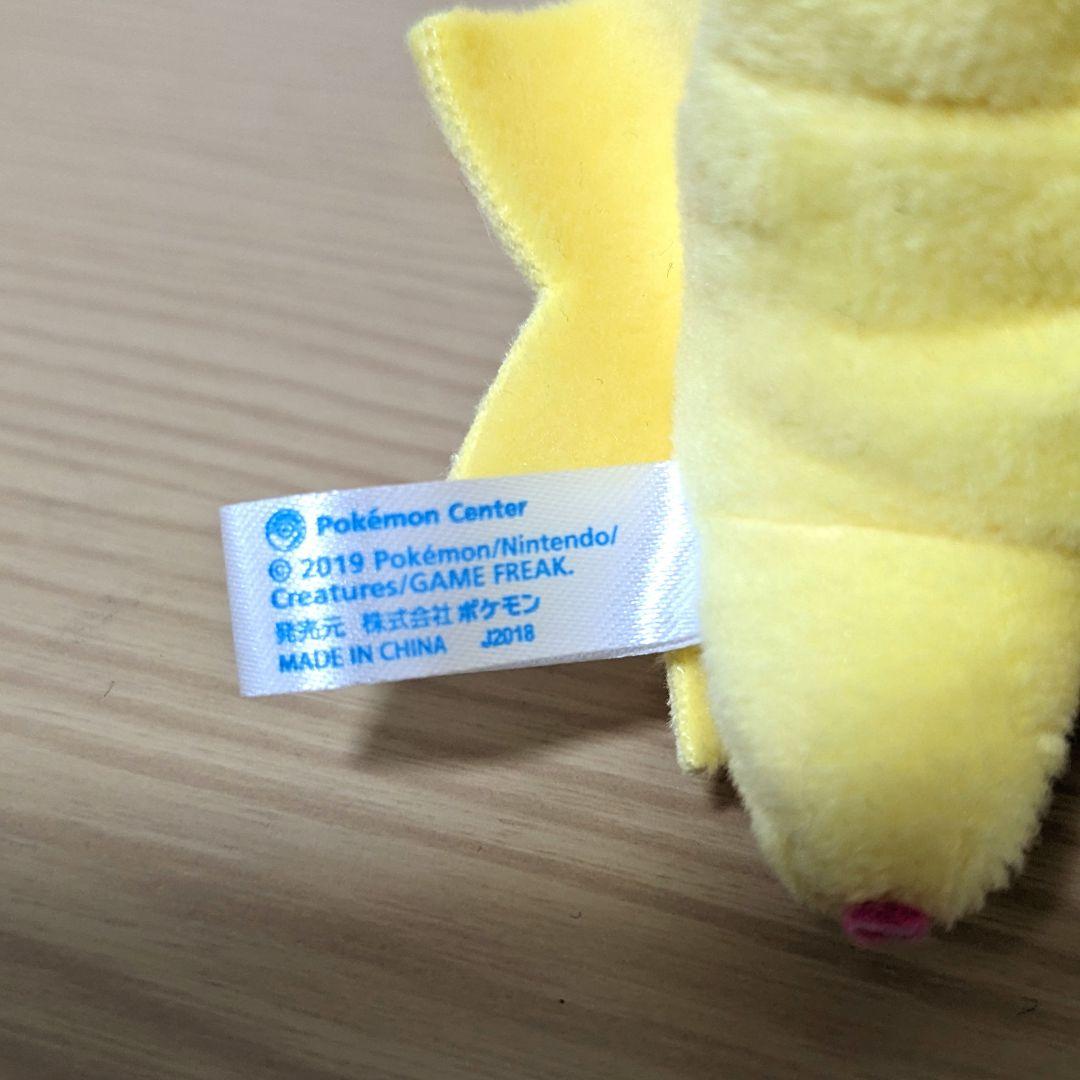 Pokémon Center
© 2019 Pokémon/Nintendo/
Creatures/GAME FREAK.
発売元 株式会社ポケモン
MADE IN CHINA J2018